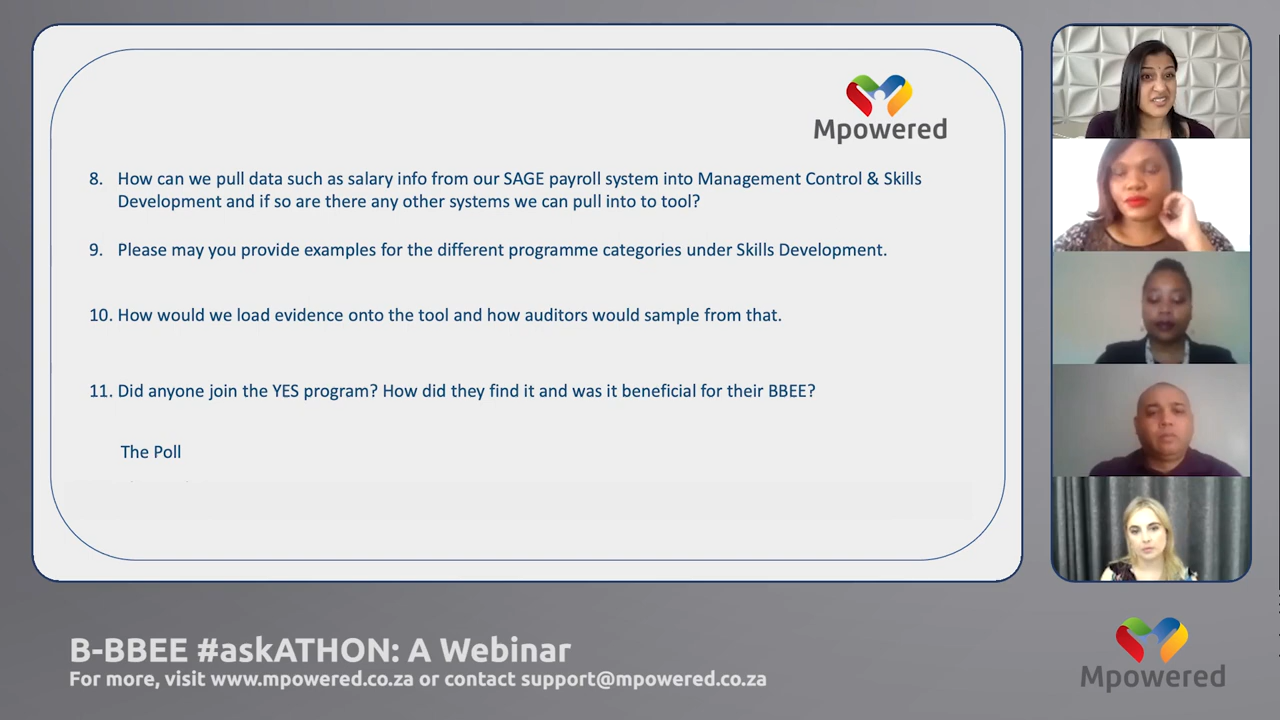 Mpowered
8. How can we pull data such as salary info from our SAGE payroll system into Management Control & Skills
Development and if so are there any other systems we can pull into to tool?
9. Please may you provide examples for the different programme categories under Skills Development.
10. How would we load evidence onto the tool and how auditors would sample from that.
11. Did anyone join the YES program? How did they find it and was it beneficial for their BBEE?
The Poll
B-BBEE #askATHON: A Webinar
For more, visit www.mpowered.co.za or contact support@mpowered.co.za
Mpowered